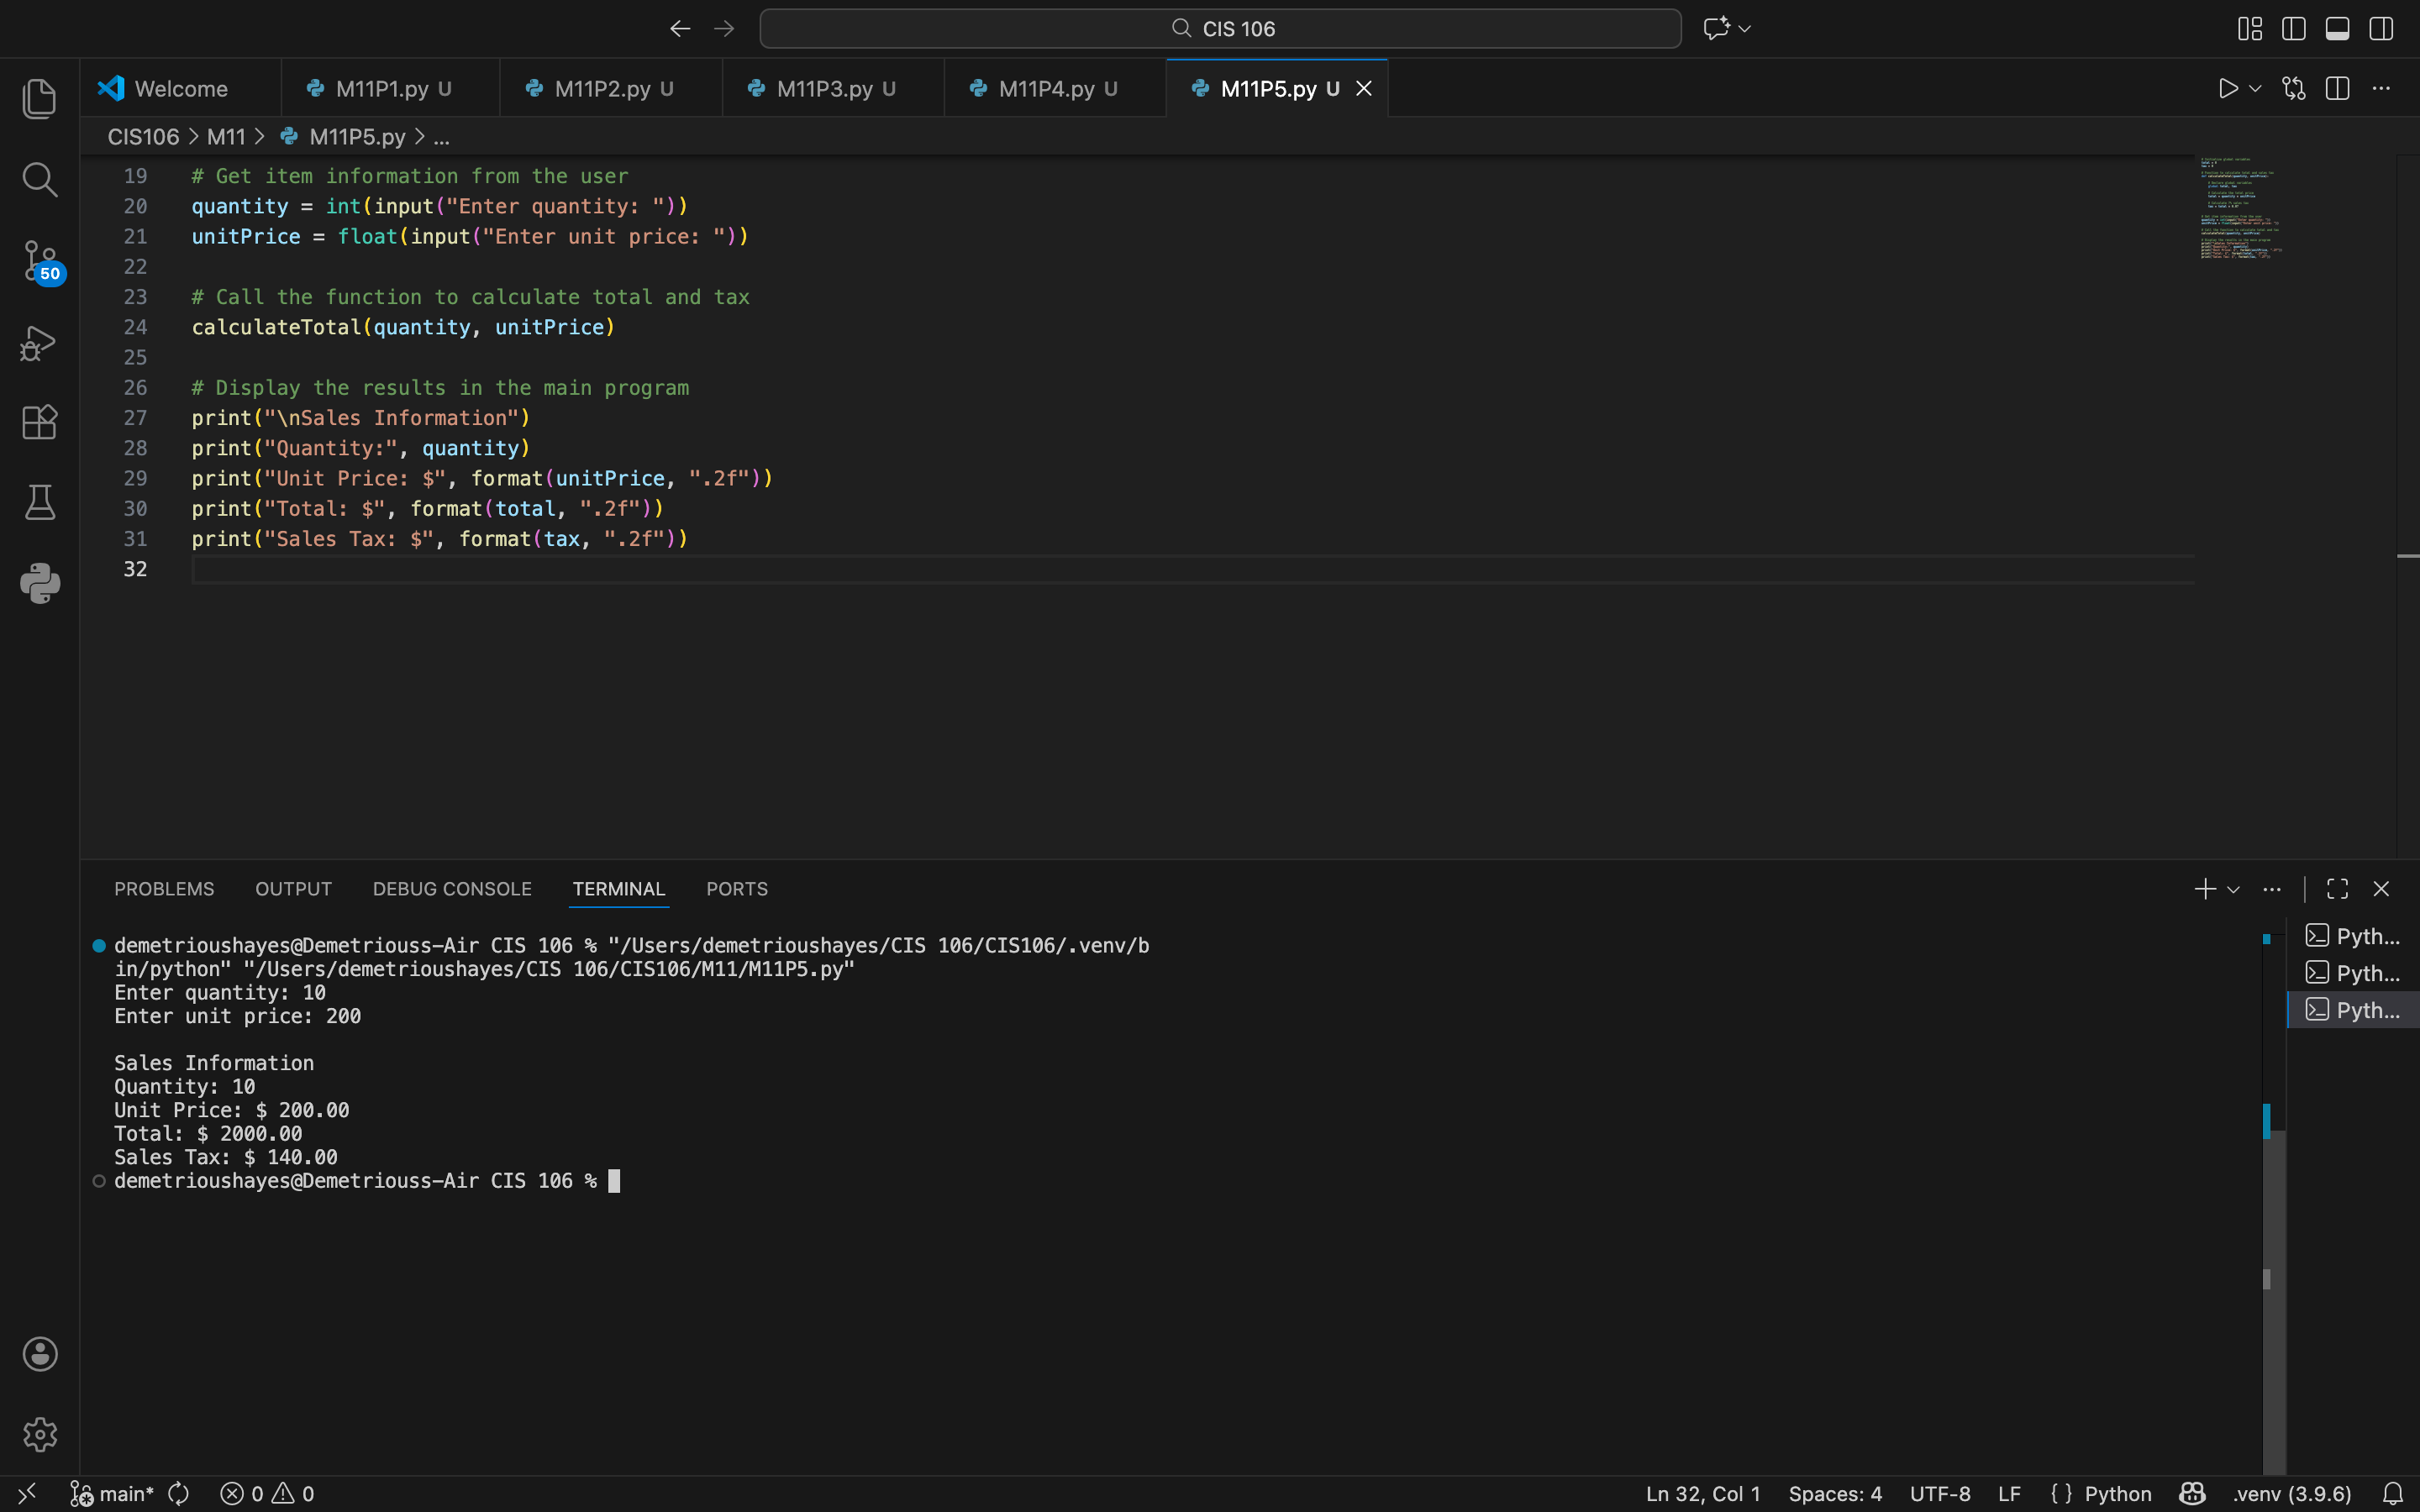 CIS 106
Welcome
M11P1.py U
M11P2.py U
M11P3.py U
M11P4.py U
M11P5.py U
CIS106 > M11 > M11P5.py > ...
19 # Get item information from the user
20 quantity = int(input("Enter quantity: "))
21 unitPrice = float(input("Enter unit price: "))
22
23 # Call the function to calculate total and tax
24 calculateTotal(quantity, unitPrice)
25
26 # Display the results in the main program
27 print("\nSales Information")
28 print("Quantity:", quantity)
29 print("Unit Price: $", format(unitPrice, ".2f"))
30 print("Total: $", format(total, ".2f"))
31 print("Sales Tax: $", format(tax, ".2f"))
32
50
PROBLEMS OUTPUT DEBUG CONSOLE TERMINAL PORTS
demetrioushayes@Demetriouss-Air CIS 106 % "/Users/demetrioushayes/CIS 106/CIS106/.venv/b
in/python" "/Users/demetrioushayes/CIS 106/CIS106/M11/M11P5.py"
Enter quantity: 10
Enter unit price: 200
Sales Information
Quantity: 10
Unit Price: $ 200.00
Total: $ 2000.00
Sales Tax: $ 140.00
demetrioushayes@Demetriouss-Air CIS 106 %
Pyth...
Pyth...
Pyth...
main* 0 0 Ln 32, Col 1 Spaces: 4 UTF-8 LF {} Python .venv (3.9.6)